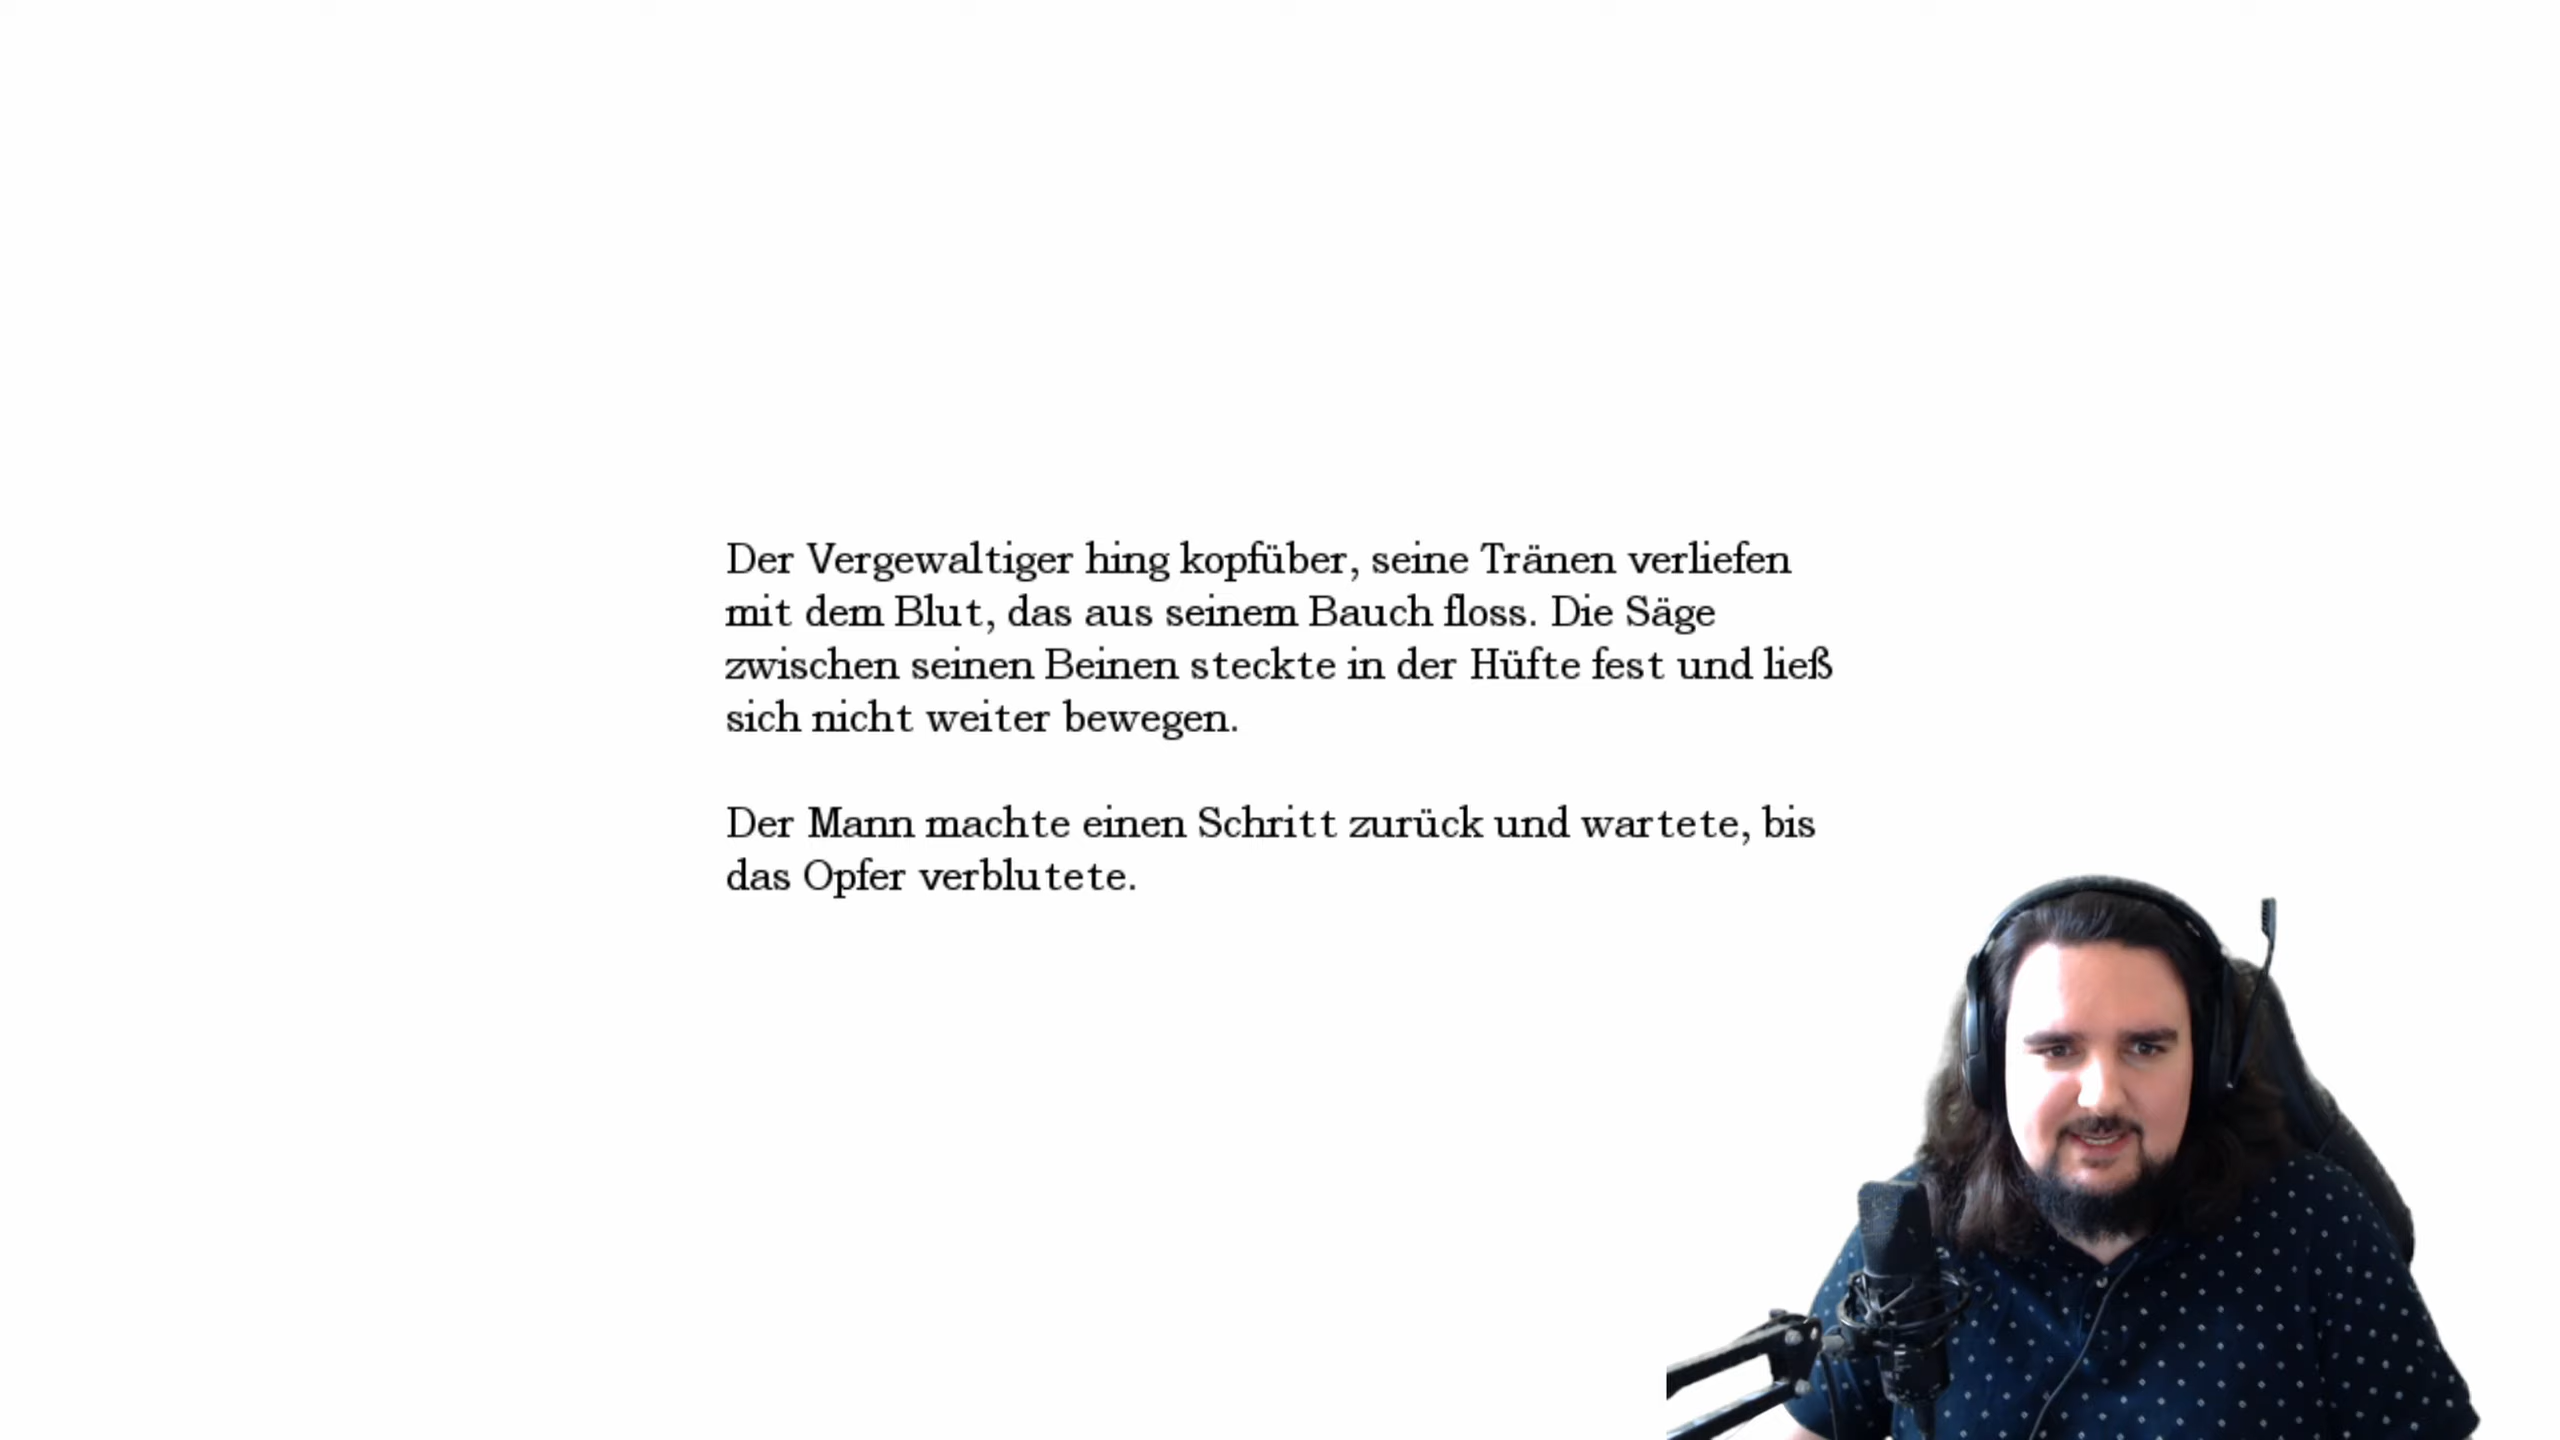 Der Vergewaltiger hing kopfüber, seine Tränen verliefen
mit dem Blut, das aus seinem Bauch floss. Die Säge
zwischen seinen Beinen steckte in der Hüfte fest und ließ
sich nicht weiter bewegen.
Der Mann machte einen Schritt zurück und wartete, bis
das Opfer verblutete.